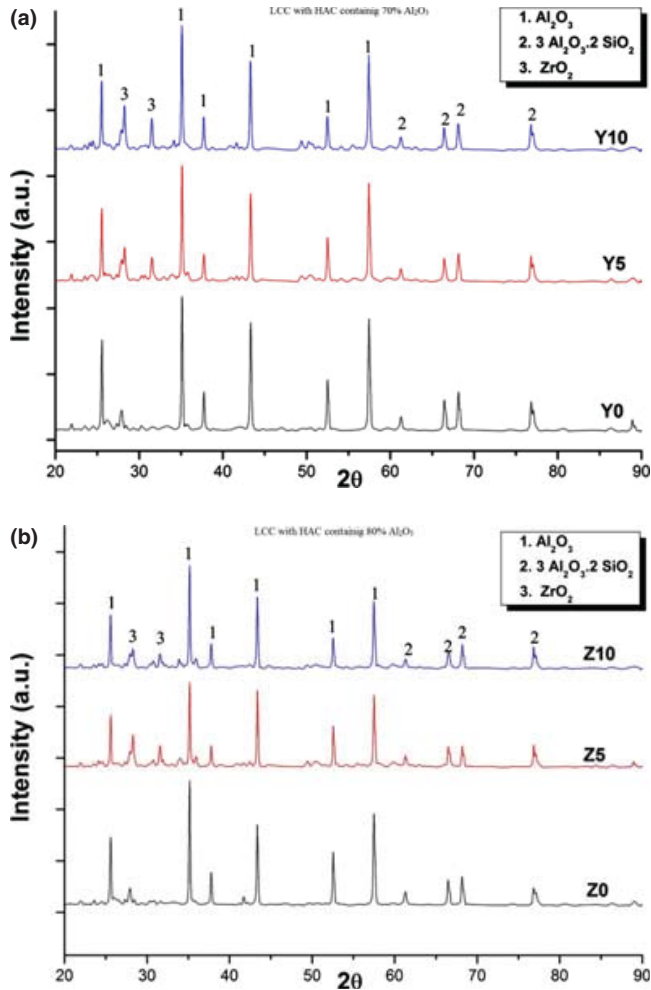 (a)
LCC with HAC containig 70% Al₂O₃
1. Al₂O₃
2. 3 Al₂O₃.2 SiO₂
3. ZrO₂
1
1
1
1
1
1
3
3
2
2
2
2
Y10
Y5
Y0
Intensity (a.u.)
20 30 40 50 60 70 80 90
2θ
(b)
LCC with HAC containig 80% Al₂O₃
1. Al₂O₃
2. 3 Al₂O₃.2 SiO₂
3. ZrO₂
1
1
1
1
1
1
3
3
2
2
2
2
Z10
Z5
Z0
Intensity (a.u.)
20 30 40 50 60 70 80 90
2θ